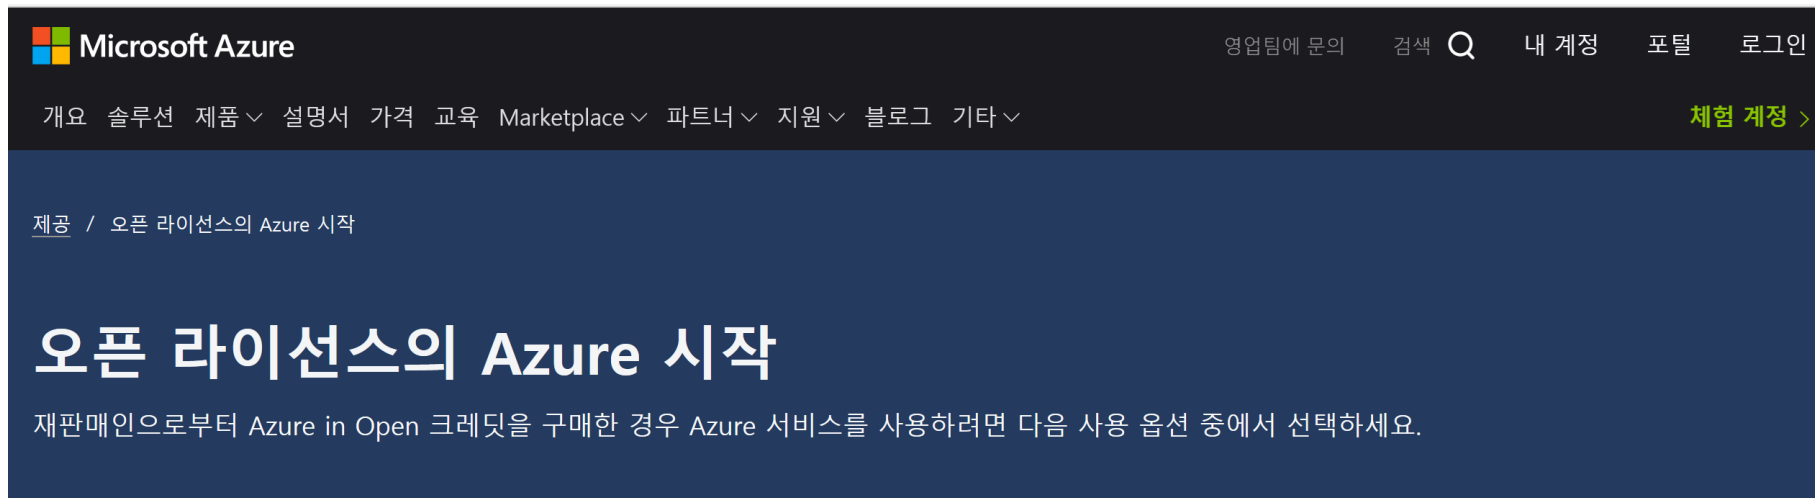 Microsoft Azure
영업팀에 문의 검색 내 계정 포털 로그인
개요 솔루션 제품 설명서 가격 교육 Marketplace 파트너 지원 블로그 기타 체험 계정 >
제공 / 오픈 라이선스의 Azure 시작
오픈 라이선스의 Azure 시작
재판매인으로부터 Azure in Open 크레딧을 구매한 경우 Azure 서비스를 사용하려면 다음 사용 옵션 중에서 선택하세요.